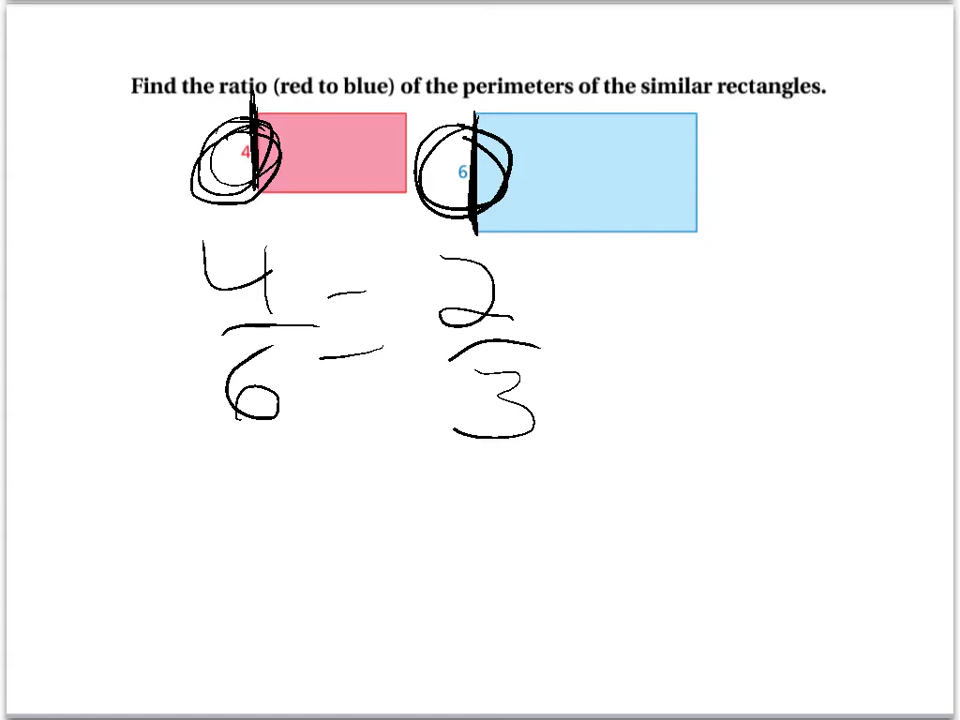 Find the ratio (red to blue) of the perimeters of the similar rectangles.
4 6
4 = 2
6 3